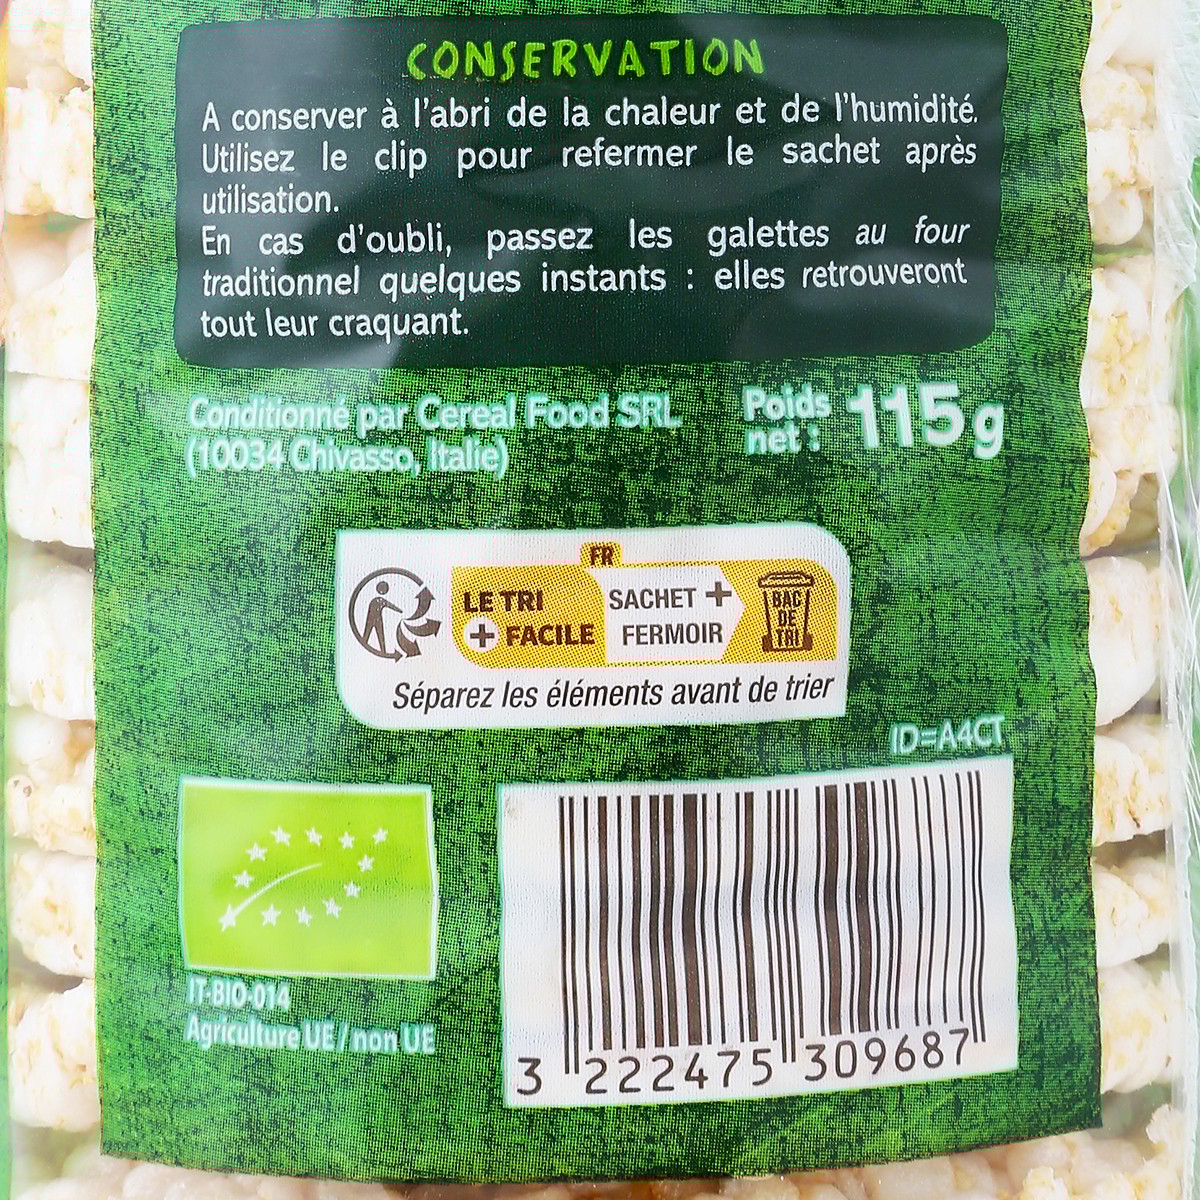 CONSERVATION
A conserver à l'abri de la chaleur et de l'humidité.
Utilisez le clip pour refermer le sachet après
utilisation.
En cas d'oubli, passez les galettes au four
traditionnel quelques instants : elles retrouveront
tout leur craquant.
Conditionné par Cereal Food SRL
(10034 Chivasso, Italie)
Poids
net : 115g
FR
LE TRI
+ FACILE
SACHET +
FERMOIR
BAC
DE
TRI
Séparez les éléments avant de trier
ID=A4CT
IT-BIO-014
Agriculture UE / non UE
3 222475 309687